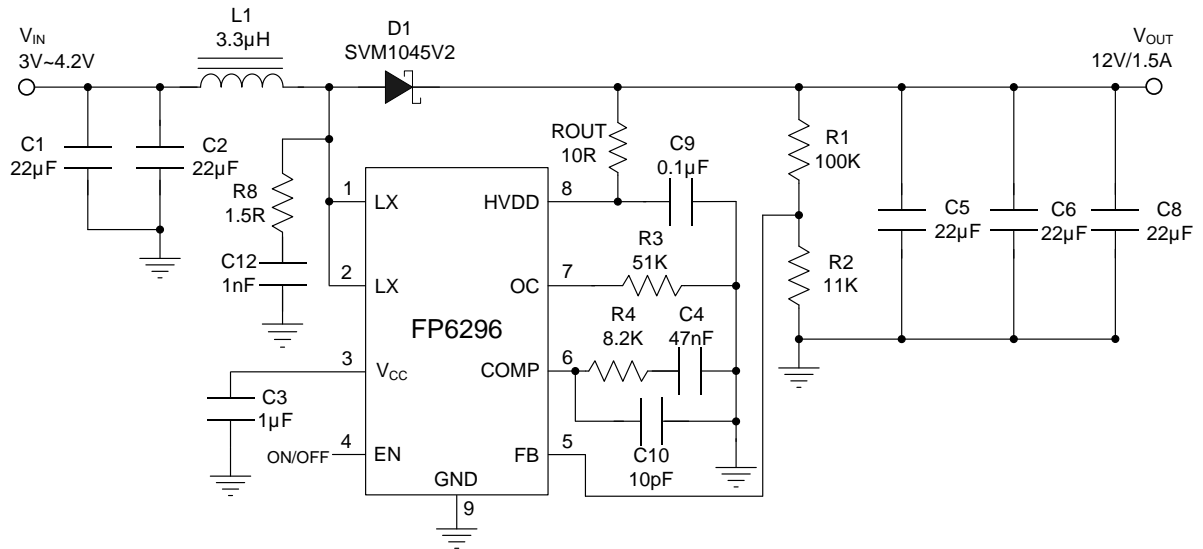 L1
3.3µH
D1
SVM1045V2
VIN
3V~4.2V
VOUT
12V/1.5A
C1
22µF
C2
22µF
R8
1.5R
C12
1nF
ROUT
10R
C9
0.1µF
R1
100K
R2
11K
C5
22µF
C6
22µF
C8
22µF
1
LX
HVDD
8
2
LX
OC
7
R3
51K
FP6296
R4
8.2K
C4
47nF
3
VCC
COMP
6
C3
1µF
C10
10pF
ON/OFF
4
EN
FB
5
GND
9